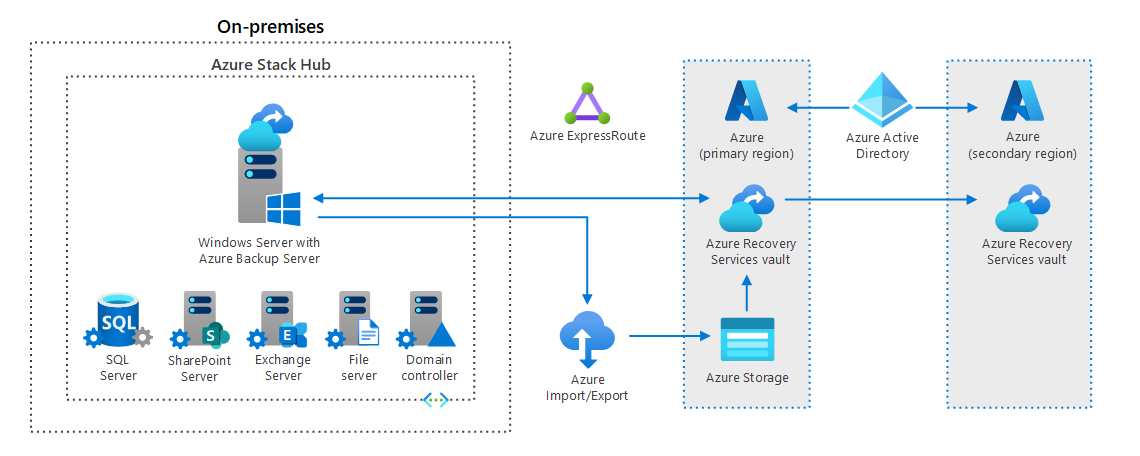 On-premises
Azure Stack Hub
Windows Server with
Azure Backup Server
SQL
SQL
Server
S
SharePoint
Server
E
Exchange
Server
File
server
Domain
controller
Azure ExpressRoute
Azure
Import/Export
Azure
(primary region)
Azure Recovery
Services vault
Azure Storage
Azure Active
Directory
Azure
(secondary region)
Azure Recovery
Services vault